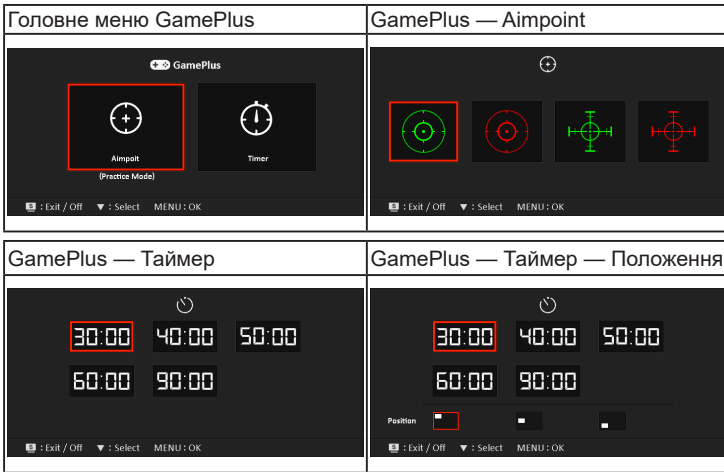 Головне меню GamePlus
GamePlus — Aimpoint
GamePlus
Aimpoit
Timer
(Practice Mode)
S : Exit / Off ▼ : Select MENU : OK
S : Exit / Off ▼ : Select MENU : OK
GamePlus — Таймер
GamePlus — Таймер — Положення
30:00 40:00 50:00
60:00 90:00
S : Exit / Off ▼ : Select MENU : OK
30:00 40:00 50:00
60:00 90:00
Position
S : Exit / Off ▼ : Select MENU : OK